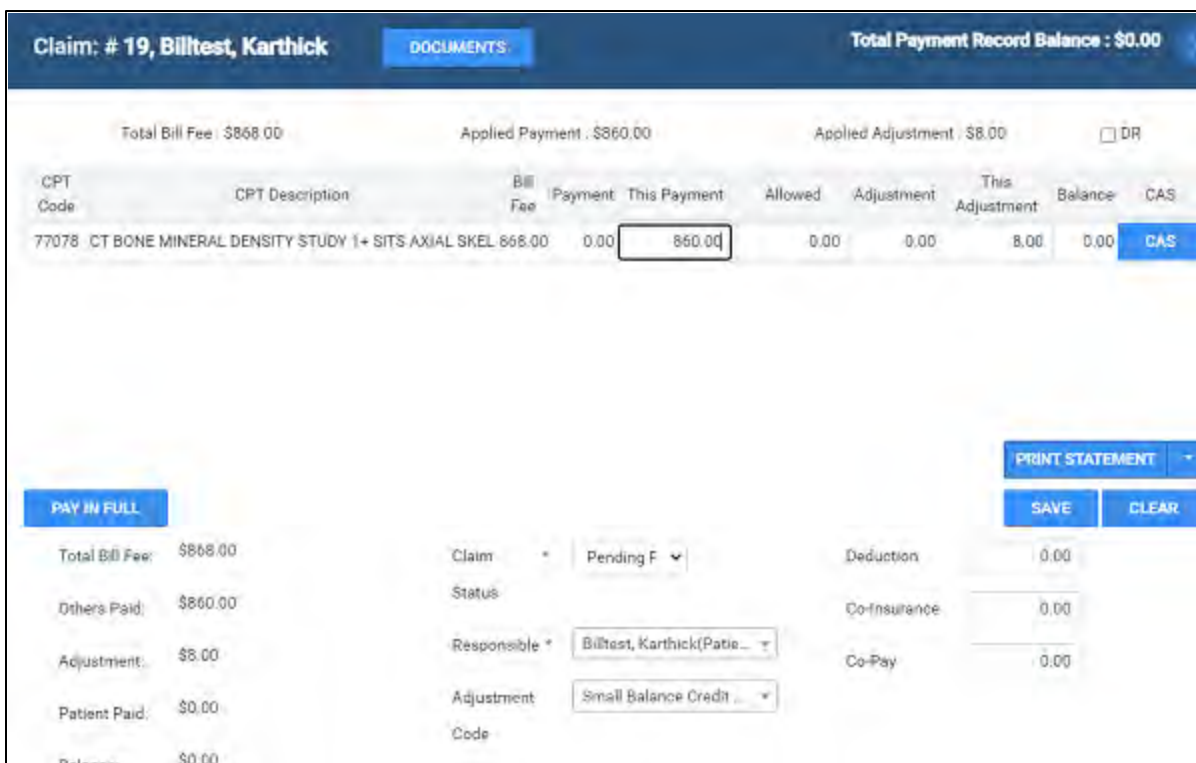 Claim: # 19, Billtest, Karthick DOCUMENTS Total Payment Record Balance : $0.00
Total Bill Fee : $868.00 Applied Payment : $860.00 Applied Adjustment : $8.00 DR
CPT Code CPT Description Bill Fee Payment This Payment Allowed Adjustment This Adjustment Balance CAS
77078 CT BONE MINERAL DENSITY STUDY 1+ SITS AXIAL SKEL 868.00 0.00 860.00 0.00 0.00 8.00 0.00 CAS
PRINT STATEMENT
PAY IN FULL SAVE CLEAR
Total Bill Fee: $868.00 Claim Status * Pending F Deduction 0.00
Others Paid: $860.00 Co-Insurance 0.00
Adjustment: $8.00 Responsible * Billtest, Karthick(Patie... Co-Pay 0.00
Patient Paid: $0.00 Adjustment Code Small Balance Credit ...
Balance: $0.00